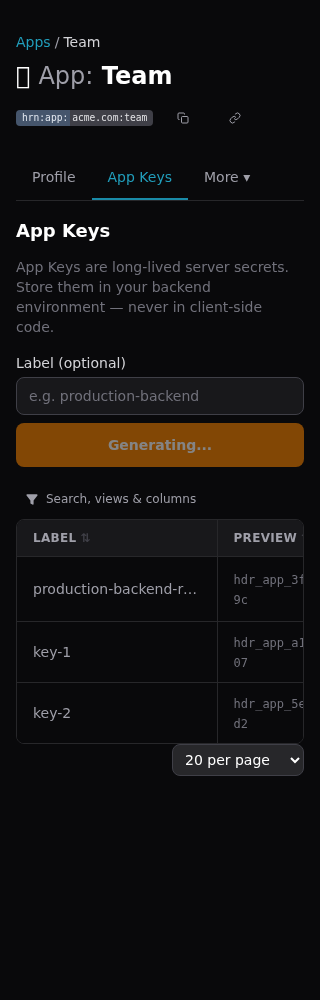 Apps / Team
App: Team
hrn:app: acme.com:team
Profile
App Keys
More ▾
App Keys
App Keys are long-lived server secrets.
Store them in your backend
environment — never in client-side
code.
Label (optional)
e.g. production-backend
Generating...
Search, views & columns
LABEL ⇅
PREVIEW
production-backend-r...
hdr_app_3f
9c
key-1
hdr_app_a1
07
key-2
hdr_app_5e
d2
20 per page